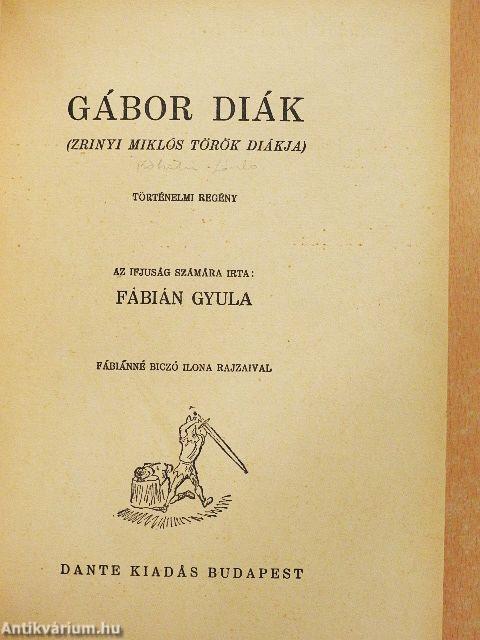 GÁBOR DIÁK
(ZRINYI MIKLÓS TÖRÖK DIÁKJA)
TÖRTÉNELMI REGÉNY
AZ IFJUSÁG SZÁMÁRA IRTA:
FÁBIÁN GYULA
FÁBIÁNNÉ BICZÓ ILONA RAJZAIVAL
DANTE KIADÁS BUDAPEST
Antikvárium.hu